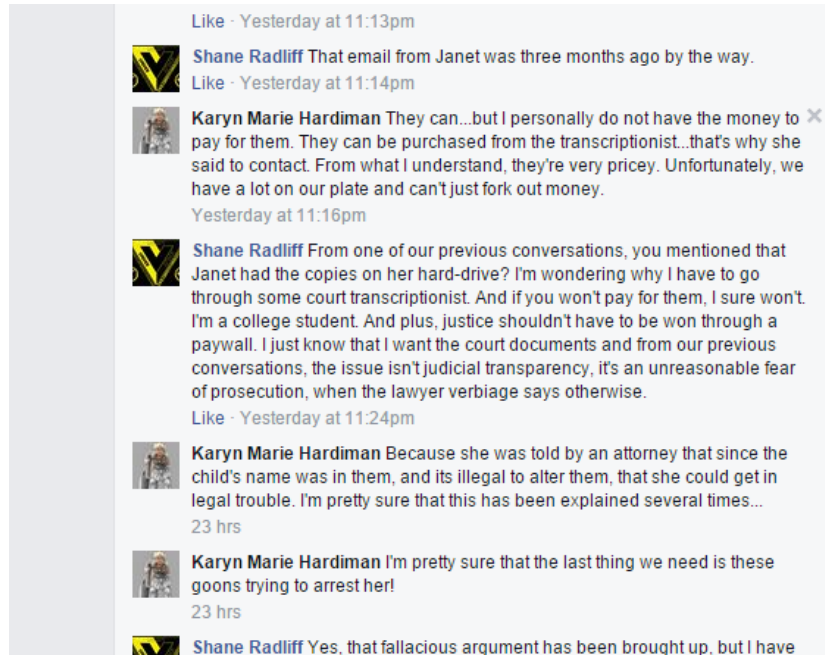 Like · Yesterday at 11:13pm
Shane Radliff That email from Janet was three months ago by the way.
Like · Yesterday at 11:14pm
Karyn Marie Hardiman They can...but I personally do not have the money to
pay for them. They can be purchased from the transcriptionist...that's why she
said to contact. From what I understand, they're very pricey. Unfortunately, we
have a lot on our plate and can't just fork out money.
Yesterday at 11:16pm
Shane Radliff From one of our previous conversations, you mentioned that
Janet had the copies on her hard-drive? I'm wondering why I have to go
through some court transcriptionist. And if you won't pay for them, I sure won't.
I'm a college student. And plus, justice shouldn't have to be won through a
paywall. I just know that I want the court documents and from our previous
conversations, the issue isn't judicial transparency, it's an unreasonable fear
of prosecution, when the lawyer verbiage says otherwise.
Like · Yesterday at 11:24pm
Karyn Marie Hardiman Because she was told by an attorney that since the
child's name was in them, and its illegal to alter them, that she could get in
legal trouble. I'm pretty sure that this has been explained several times...
23 hrs
Karyn Marie Hardiman I'm pretty sure that the last thing we need is these
goons trying to arrest her!
23 hrs
Shane Radliff Yes, that fallacious argument has been brought up, but I have